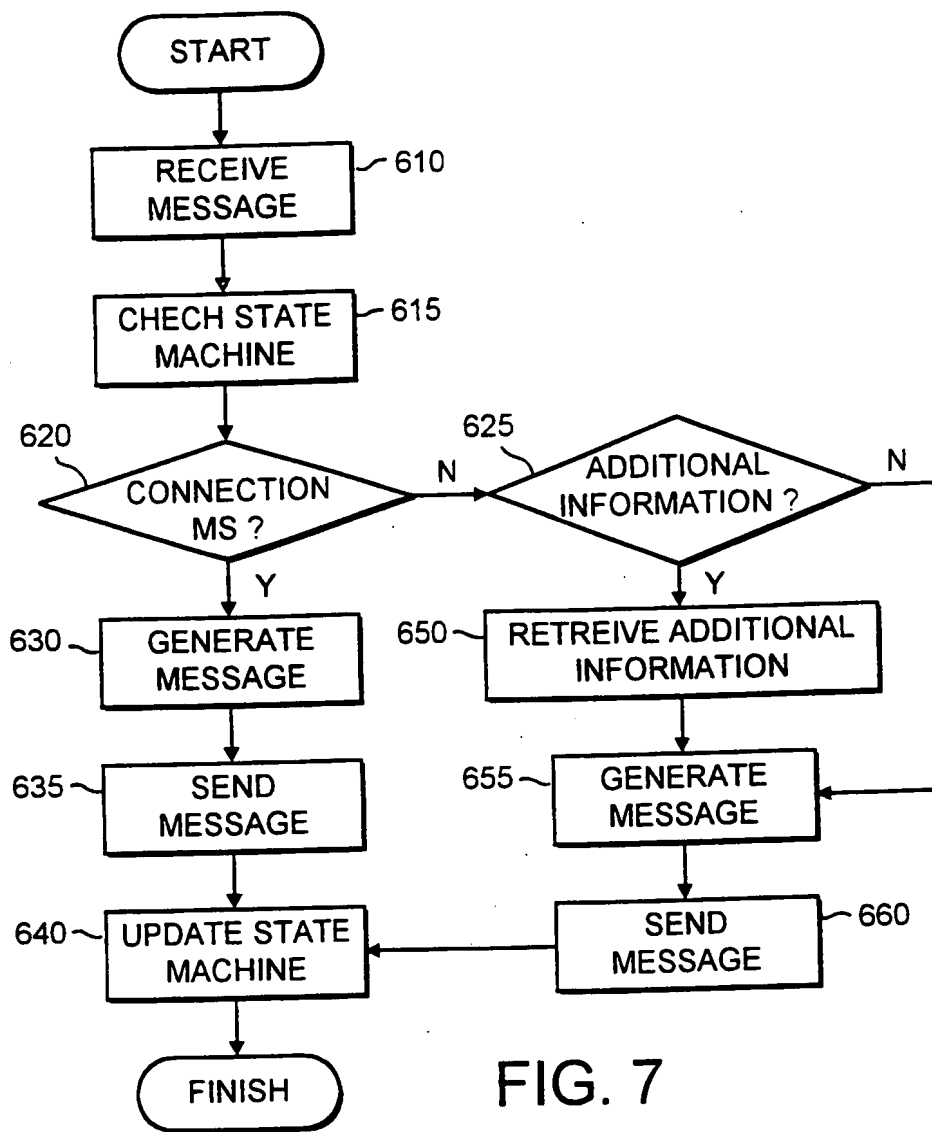 START
RECEIVE
MESSAGE
610
CHECH STATE
MACHINE
615
620
CONNECTION
MS ?
N
625
ADDITIONAL
INFORMATION ?
N
Y
Y
630
GENERATE
MESSAGE
650
RETREIVE ADDITIONAL
INFORMATION
635
SEND
MESSAGE
655
GENERATE
MESSAGE
640
UPDATE STATE
MACHINE
SEND
MESSAGE
660
FINISH
FIG. 7